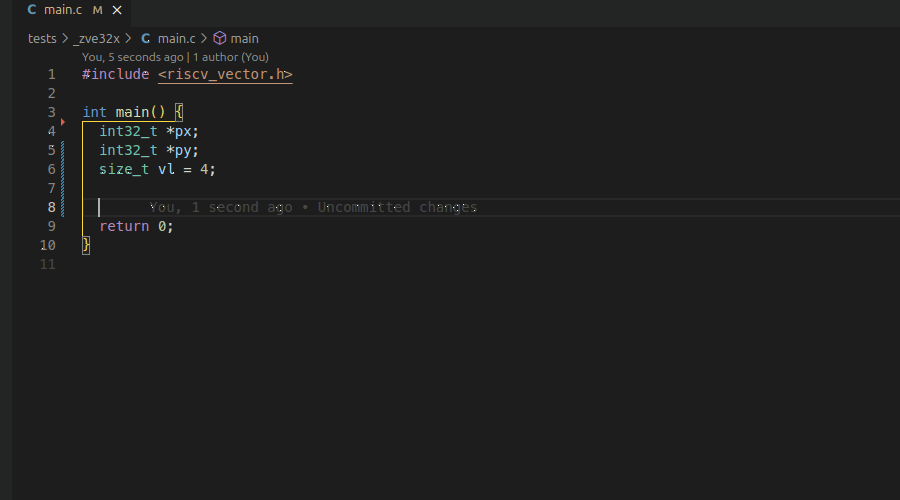 C main.c M ×
tests > _zve32x > C main.c > main
You, 5 seconds ago | 1 author (You)
1 #include <riscv_vector.h>
2
3 int main() {
4 int32_t *px;
5 int32_t *py;
6 size_t vl = 4;
7
8 You, 1 second ago • Uncommitted changes
9 return 0;
10 }
11